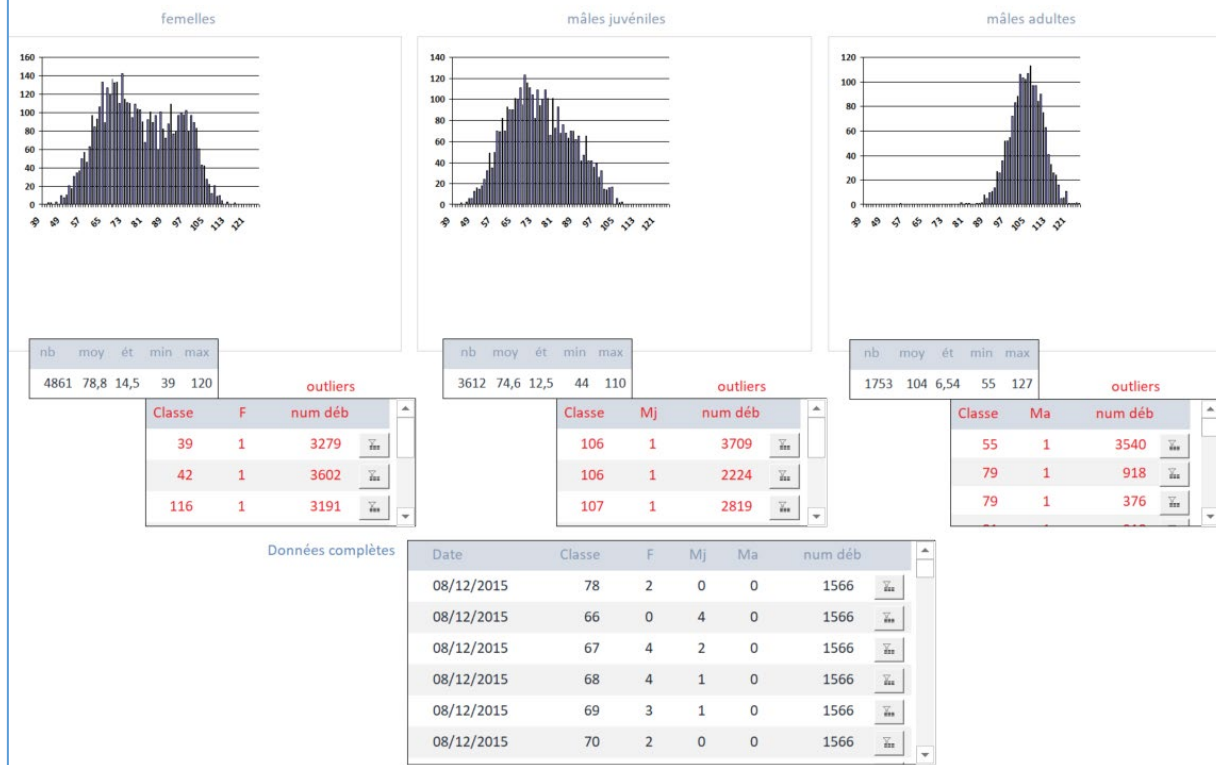 femelles
mâles juvéniles
mâles adultes
160
140
120
100
80
60
40
20
0
39 49 57 65 73 81 89 97 105 113 121
140
120
100
80
60
40
20
0
39 49 57 65 73 81 89 97 105 113 121
120
100
80
60
40
20
0
39 49 57 65 73 81 89 97 105 113 121
nb moy ét min max
4861 78,8 14,5 39 120
outliers
Classe F num déb
39 1 3279
42 1 3602
116 1 3191
nb moy ét min max
3612 74,6 12,5 44 110
outliers
Classe Mj num déb
106 1 3709
106 1 2224
107 1 2819
nb moy ét min max
1753 104 6,54 55 127
outliers
Classe Ma num déb
55 1 3540
79 1 918
79 1 376
Données complètes
Date Classe F Mj Ma num déb
08/12/2015 78 2 0 0 1566
08/12/2015 66 0 4 0 1566
08/12/2015 67 4 2 0 1566
08/12/2015 68 4 1 0 1566
08/12/2015 69 3 1 0 1566
08/12/2015 70 2 0 0 1566